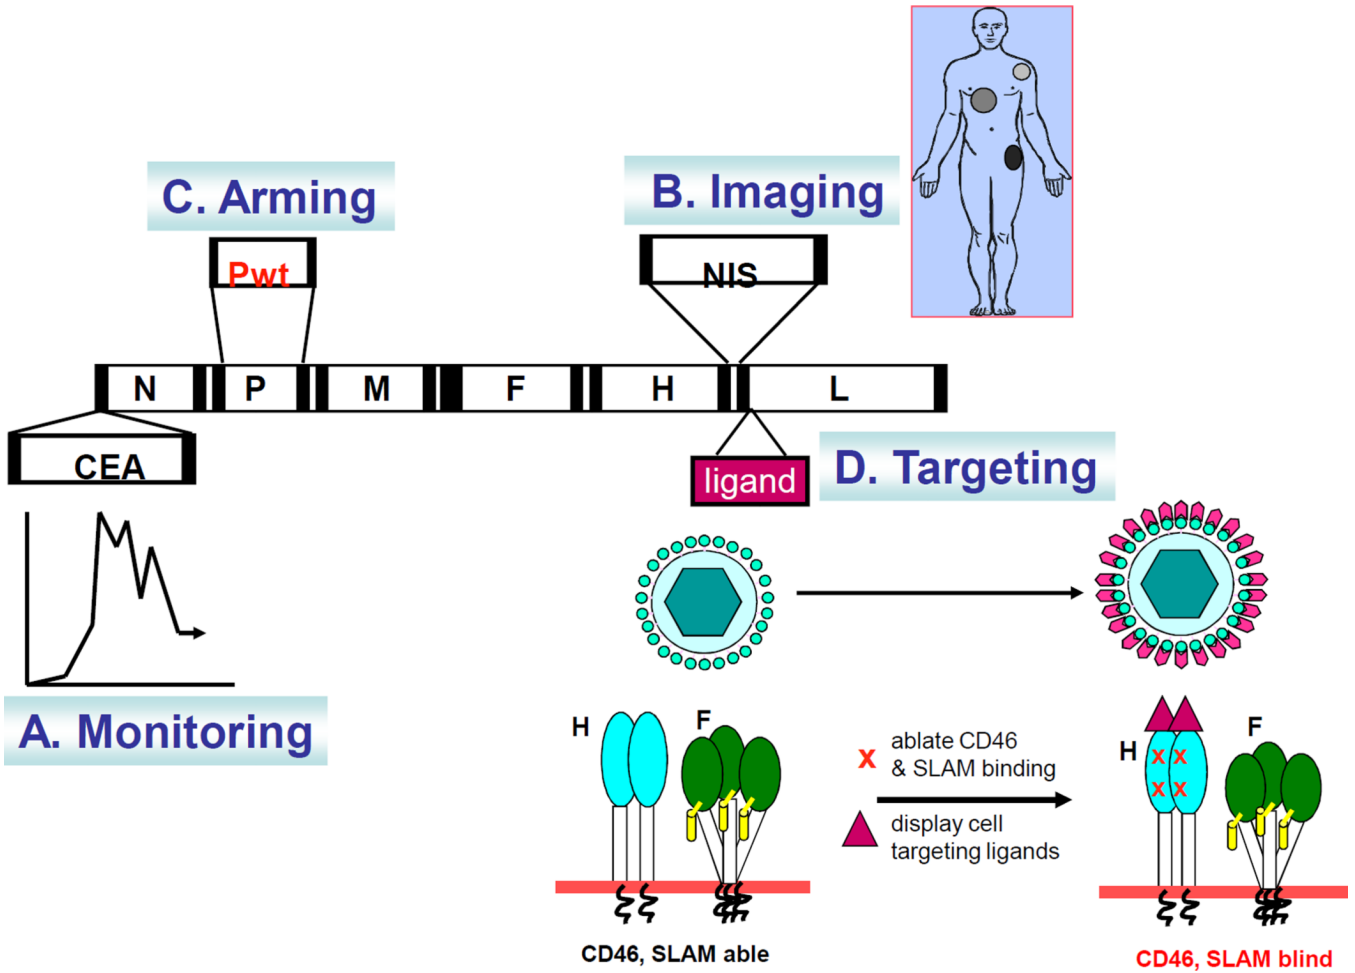 C. Arming
B. Imaging
Pwt
NIS
N P M F H L
CEA
ligand
D. Targeting
A. Monitoring
H F
x ablate CD46
& SLAM binding
display cell
targeting ligands
H F
x x
x x
CD46, SLAM able
CD46, SLAM blind